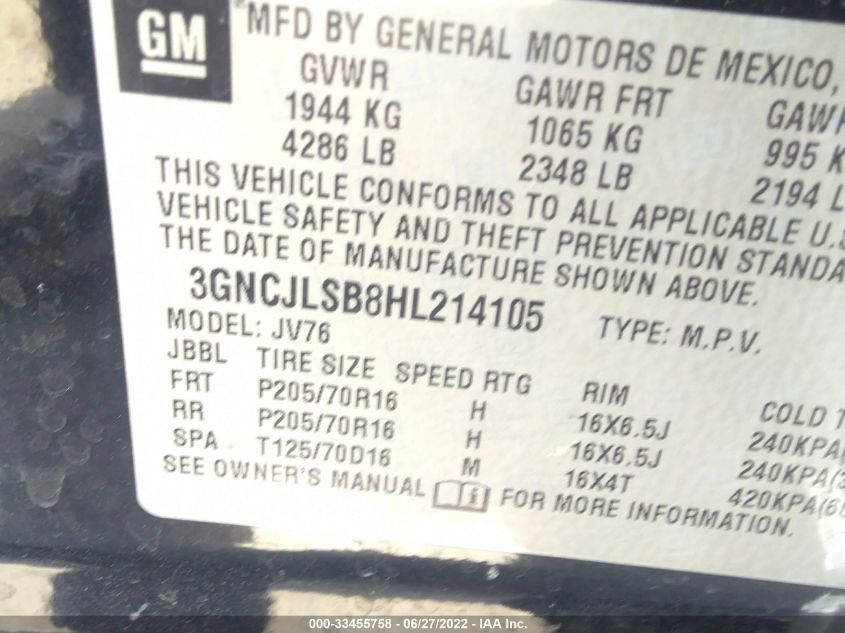 GM
MFD BY GENERAL MOTORS DE MEXICO,
GVWR GAWR FRT
1944 KG 1065 KG 995
4286 LB 2348 LB 2194
THIS VEHICLE CONFORMS TO ALL APPLICABLE U.S
VEHICLE SAFETY AND THEFT PREVENTION
THE DATE OF MANUFACTURE SHOWN ABOVE.
3GNCJLSB8HL214105 TYPE: M.P.V.
MODEL: JV76
JBBL TIRE SIZE SPEED RTG RIM COLD
FRT P205/70R16 H 16X6.5J 240KPA(
RR P205/70R16 H 16X6.5J 240KPA(
SPA T125/70D16 M 16X4T 420KPA(
SEE OWNER'S MANUAL i FOR MORE INFORMATION.
000-33455758 - 06/27/2022 - IAA Inc.